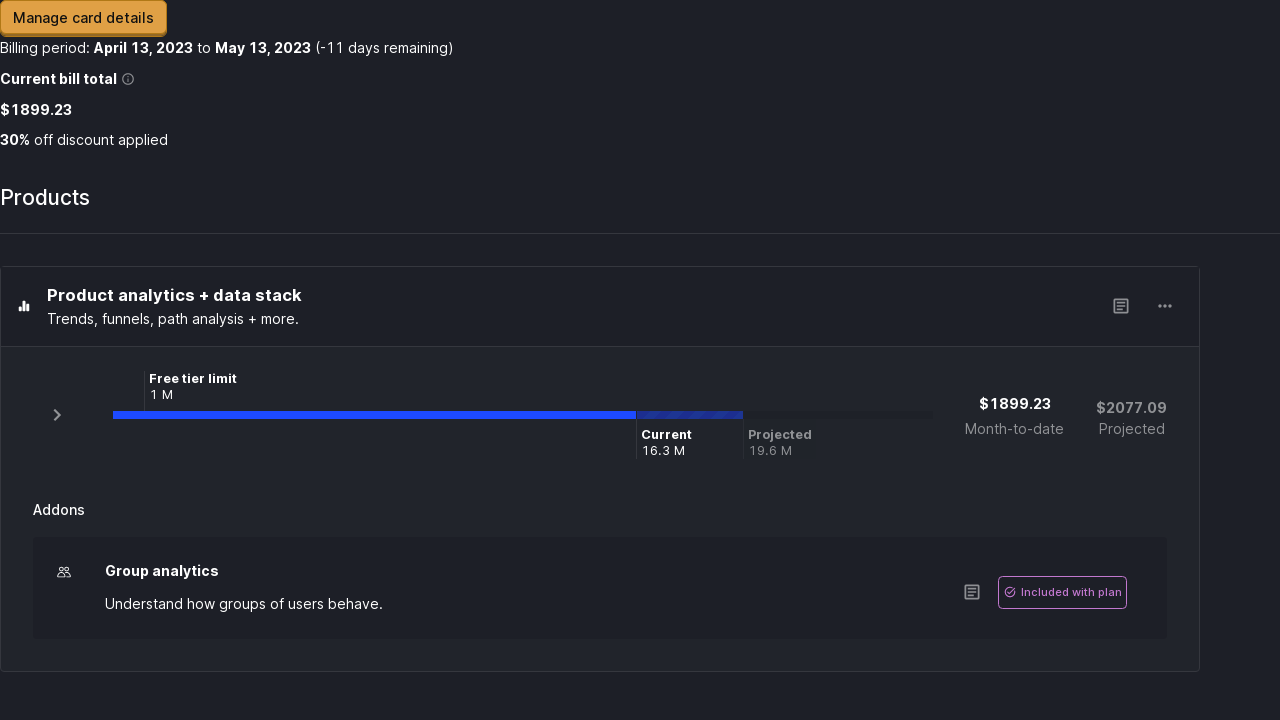 Manage card details
Billing period: April 13, 2023 to May 13, 2023 (-11 days remaining)
Current bill total
$1899.23
30% off discount applied
Products
Product analytics + data stack
Trends, funnels, path analysis + more.
Free tier limit
1 M
Current
16.3 M
Projected
19.6 M
$1899.23
Month-to-date
$2077.09
Projected
Addons
Group analytics
Understand how groups of users behave.
Included with plan